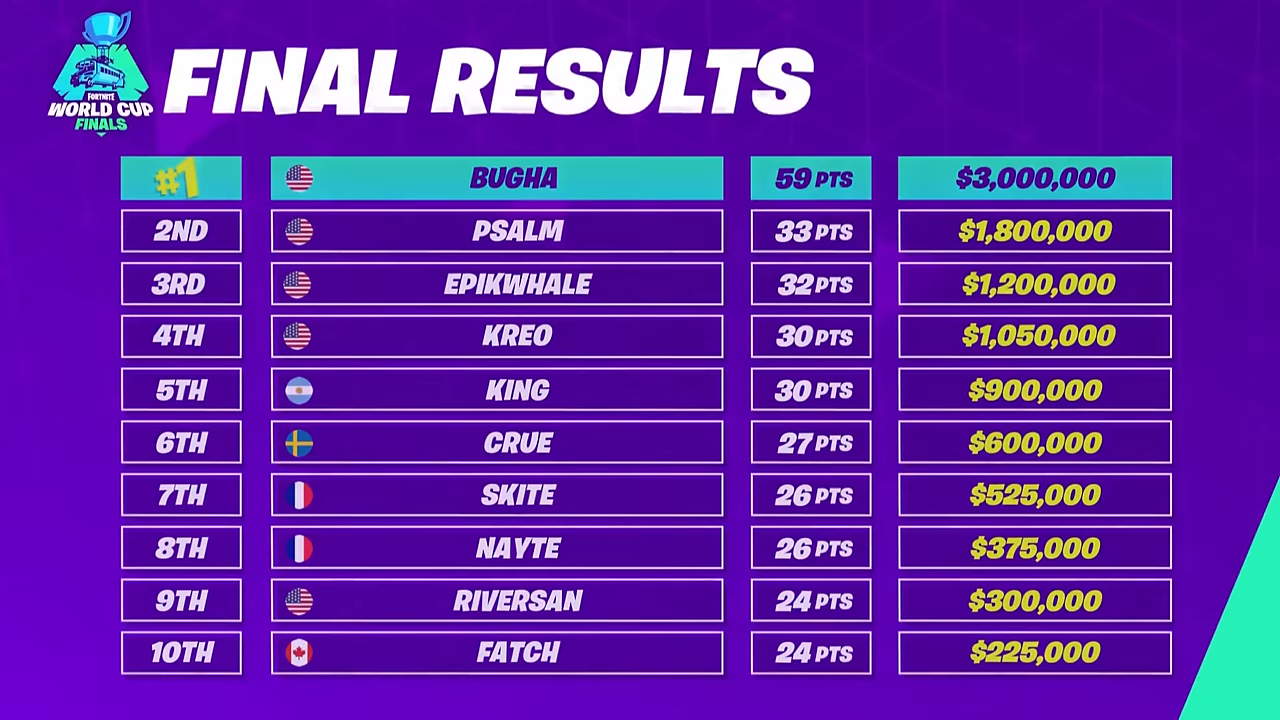 FORTNITE
WORLD CUP
FINALS
FINAL RESULTS
#1 BUGHA 59 PTS $3,000,000
2ND PSALM 33 PTS $1,800,000
3RD EPIKWHALE 32 PTS $1,200,000
4TH KREO 30 PTS $1,050,000
5TH KING 30 PTS $900,000
6TH CRUE 27 PTS $600,000
7TH SKITE 26 PTS $525,000
8TH NAYTE 26 PTS $375,000
9TH RIVERSAN 24 PTS $300,000
10TH FATCH 24 PTS $225,000